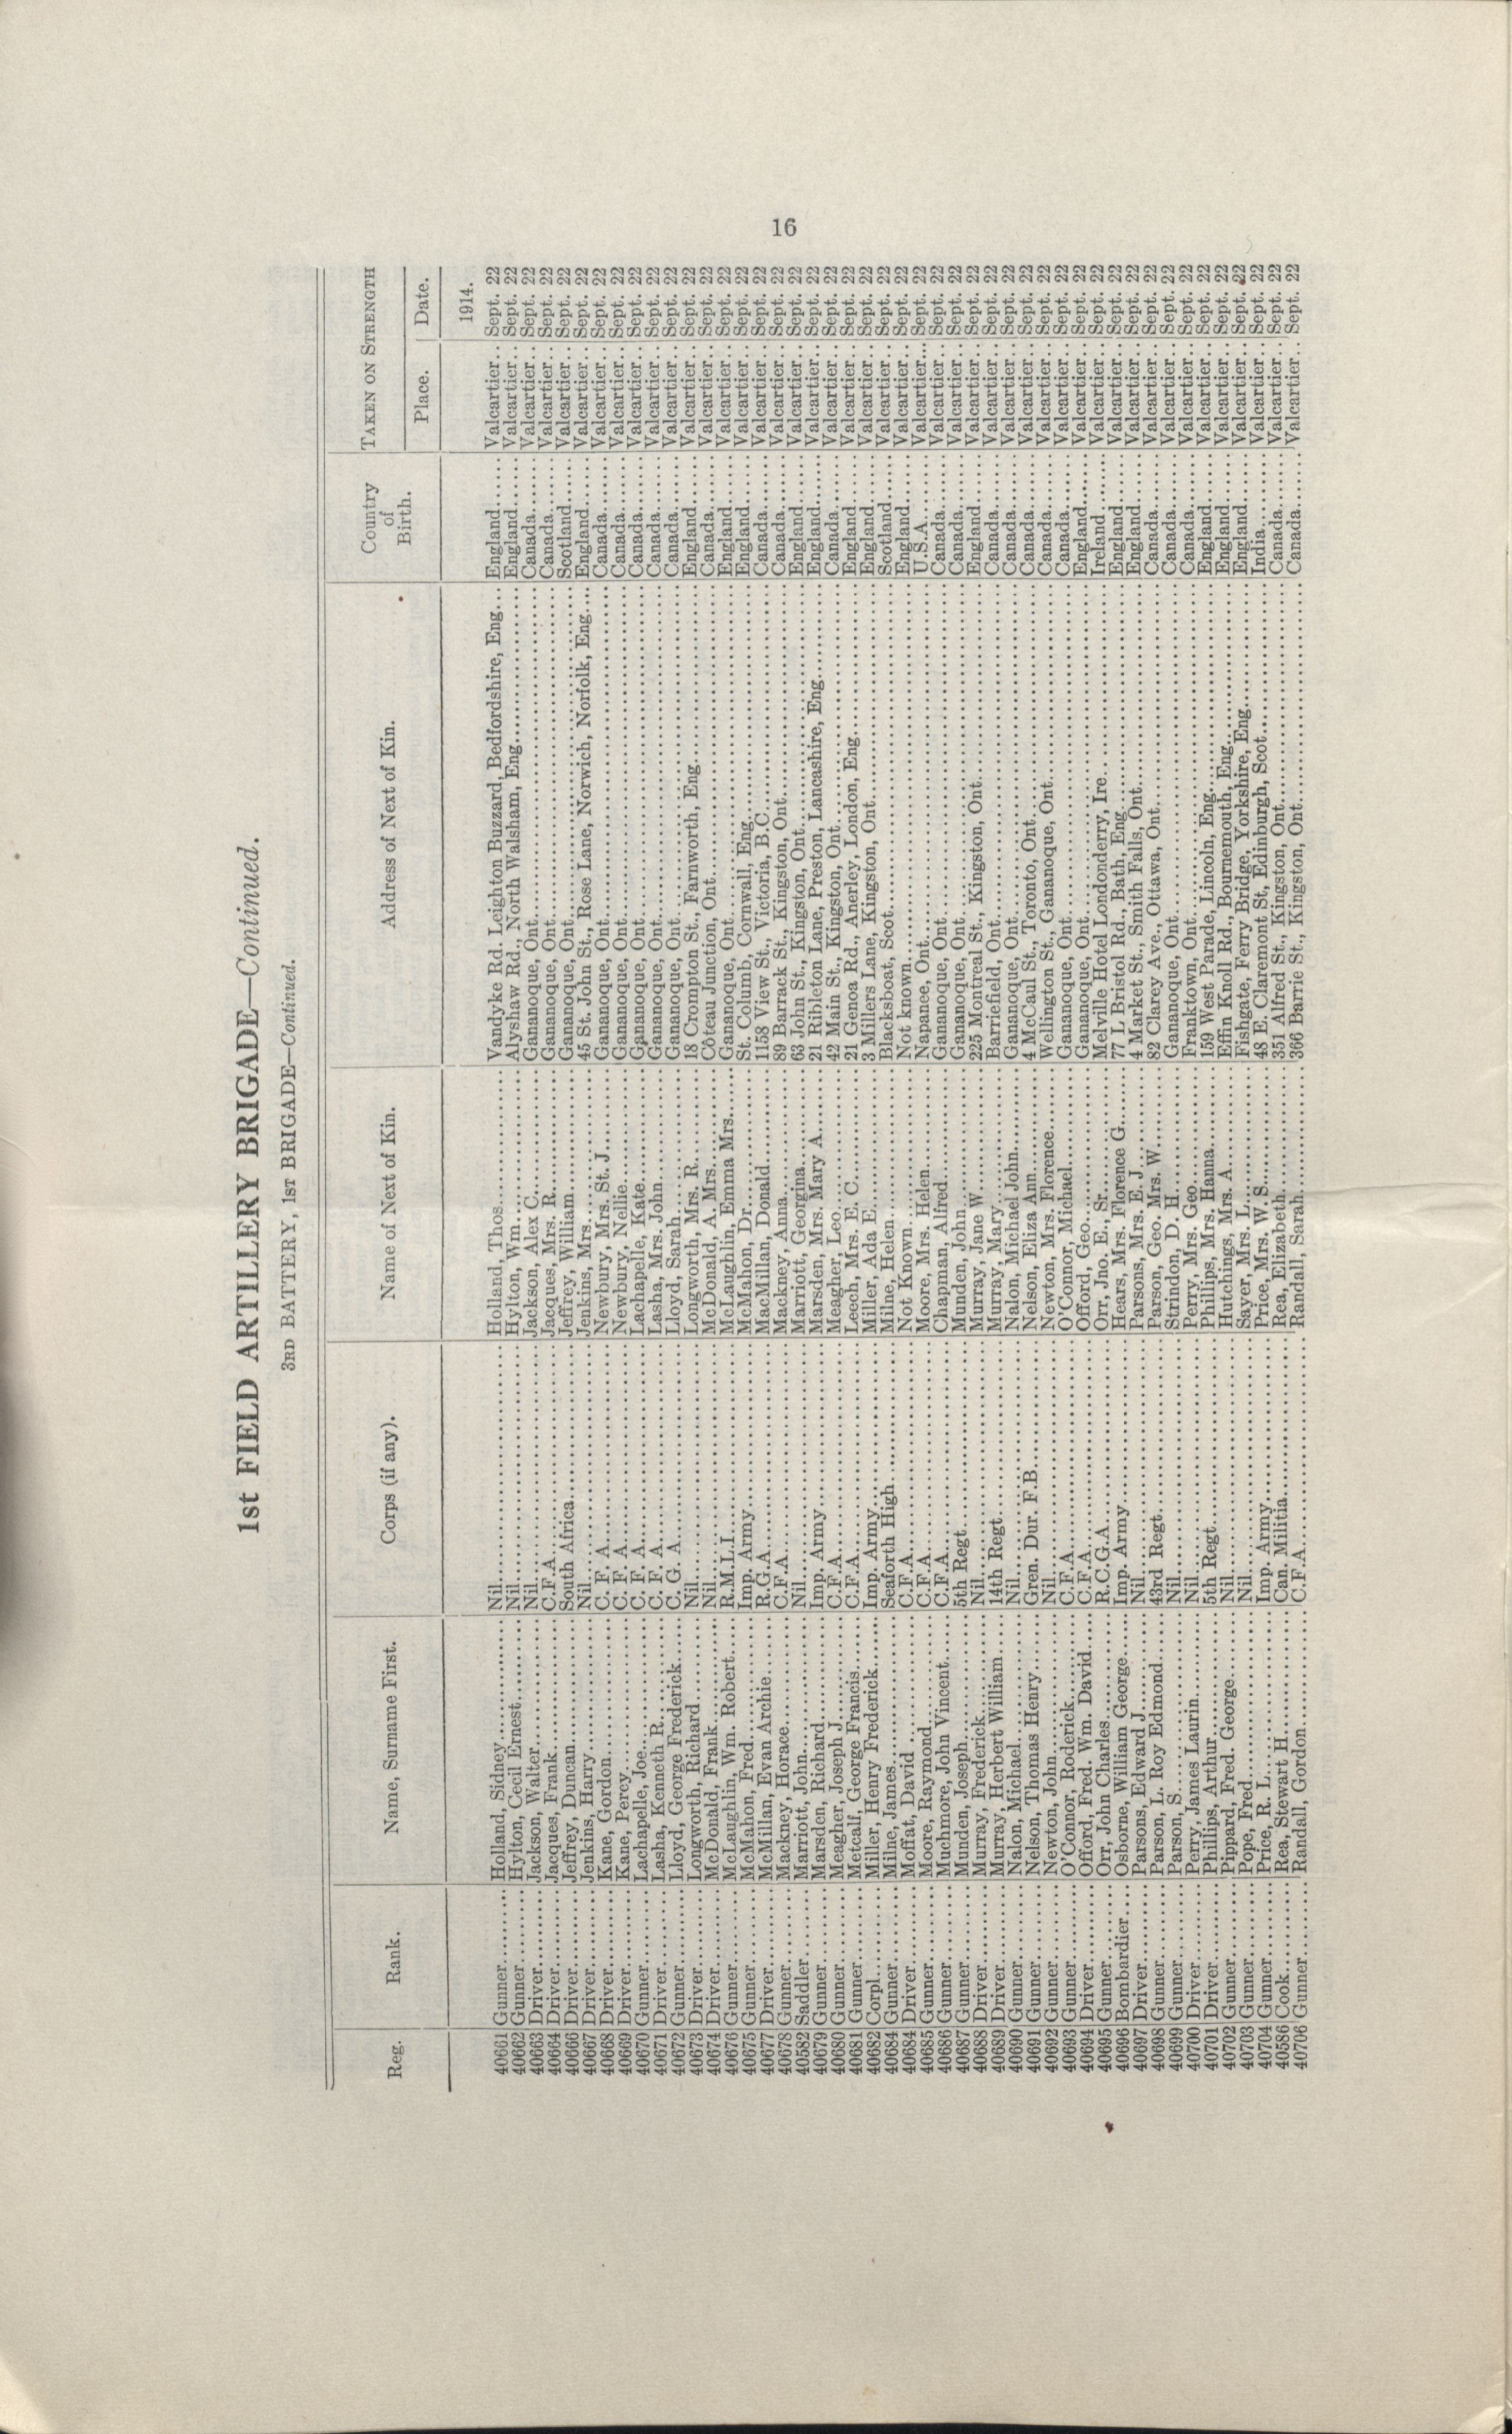 16
1st FIELD ARTILLERY BRIGADE—Continued.
3RD BATTERY, 1ST BRIGADE—Continued.
Reg. Rank. Name, Surname First. Corps (if any). Name of Next of Kin. Address of Next of Kin. Country of Birth. TAKEN ON STRENGTH Place. Date.
1914.
40661 Gunner Holland, Sidney Nil Holland, Thos. Vandyke Rd. Leighton Buzzard, Bedfordshire, Eng England Valcartier Sept. 22
40662 Gunner Hylton, Cecil Ernest Nil Hylton, Wm. Alyshaw Rd., North Walsham, Eng England Valcartier Sept. 22
40663 Driver Jackson, Walter Nil Jackson, Alex C. Gananoque, Ont Canada Valcartier Sept. 22
40664 Driver Jacques, Frank C.F.A. Jacques, Mrs. R. Gananoque, Ont Canada Valcartier Sept. 22
40666 Driver Jeffrey, Duncan South Africa Jeffrey, William Gananoque, Ont Scotland Valcartier Sept. 22
40667 Driver Jenkins, Harry Nil Jenkins, Mrs. 45 St. John St., Rose Lane, Norwich, Norfolk, Eng England Valcartier Sept. 22
40668 Driver Kane, Gordon C. F. A. Newbury, Mrs. St. J. Gananoque, Ont Canada Valcartier Sept. 22
40669 Driver Kane, Percy C. F. A. Newbury, Nellie Gananoque, Ont Canada Valcartier Sept. 22
40670 Gunner Lachapelle, Joe C. F. A. Lachapelle, Kate Gananoque, Ont Canada Valcartier Sept. 22
40671 Driver Lasha, Kenneth R. C. F. A. Lasha, Mrs. John Gananoque, Ont Canada Valcartier Sept. 22
40672 Gunner Lloyd, George Frederick C. G. A. Lloyd, Sarah Gananoque, Ont Canada Valcartier Sept. 22
40673 Driver Longworth, Richard Nil Longworth, Mrs. R. 18 Crompton St., Farnworth, Eng England Valcartier Sept. 22
40674 Driver McDonald, Frank Nil McDonald, A. Mrs. Côteau Junction, Ont Canada Valcartier Sept. 22
40676 Gunner McLaughlin, Wm. Robert R.M.L.I. McLaughlin, Emma Mrs. Gananoque, Ont England Valcartier Sept. 22
40675 Gunner McMahon, Fred. Imp. Army McMahon, Dr. St. Columb, Cornwall, Eng England Valcartier Sept. 22
40677 Driver McMillan, Evan Archie R.G.A. MacMillan, Donald 1158 View St., Victoria, B.C. Canada Valcartier Sept. 22
40678 Gunner Mackney, Horace C.F.A. Mackney, Anna 89 Barrack St., Kingston, Ont Canada Valcartier Sept. 22
40582 Saddler Marriott, John Nil Marriott, Georgina 63 John St., Kingston, Ont England Valcartier Sept. 22
40679 Gunner Marsden, Richard Imp. Army Marsden, Mrs. Mary A. 21 Ribleton Lane, Preston, Lancashire, Eng England Valcartier Sept. 22
40680 Gunner Meagher, Joseph J. C.F.A. Meagher, Leo 42 Main St., Kingston, Ont Canada Valcartier Sept. 22
40681 Gunner Metcalf, George Francis C.F.A. Leech, Mrs. E. C. 21 Genoa Rd., Anerley, London, Eng England Valcartier Sept. 22
40682 Corpl Miller, Henry Frederick Imp. Army Miller, Ada E. 3 Millers Lane, Kingston, Ont England Valcartier Sept. 22
40684 Gunner Milne, James Seaforth High. Milne, Helen Blacksboat, Scot Scotland Valcartier Sept. 22
40684 Driver Moffat, David C.F.A. Not Known Not known England Valcartier Sept. 22
40685 Gunner Moore, Raymond C.F.A. Moore, Mrs. Helen Napanee, Ont U.S.A. Valcartier Sept. 22
40686 Gunner Muchmore, John Vincent C.F.A. Chapman, Alfred Gananoque, Ont Canada Valcartier Sept. 22
40687 Gunner Munden, Joseph 5th Regt. Munden, John Gananoque, Ont Canada Valcartier Sept. 22
40688 Driver Murray, Frederick Nil Murray, Jane W. 225 Montreal St., Kingston, Ont England Valcartier Sept. 22
40689 Driver Murray, Herbert William 14th Regt. Murray, Mary Barriefield, Ont Canada Valcartier Sept. 22
40690 Gunner Nalon, Michael Nil Nalon, Michael John Gananoque, Ont Canada Valcartier Sept. 22
40691 Gunner Nelson, Thomas Henry Gren. Dur. F.B. Nelson, Eliza Ann 4 McCaul St., Toronto, Ont Canada Valcartier Sept. 22
40692 Gunner Newton, John Nil Newton, Mrs. Florence Wellington St., Gananoque, Ont Canada Valcartier Sept. 22
40693 Gunner O'Connor, Roderick C.F.A. O'Connor, Michael Gananoque, Ont Canada Valcartier Sept. 22
40694 Driver Offord, Fred. Wm. David C.F.A. Offord, Geo. Gananoque, Ont England Valcartier Sept. 22
40695 Gunner Orr, John Charles R.C.G.A. Orr, Jno. E., Sr. Melville Hotel Londonderry, Ire Ireland Valcartier Sept. 22
40696 Bombardier Osborne, William George Imp. Army Hears, Mrs. Florence G. 77 L Bristol Rd., Bath, Eng England Valcartier Sept. 22
40697 Driver Parsons, Edward J. Nil Parsons, Mrs. E. J. 4 Market St., Smith Falls, Ont England Valcartier Sept. 22
40698 Gunner Parson, L. Roy Edmond 43rd Regt. Parson, Geo. Mrs. W. 82 Clarey Ave., Ottawa, Ont Canada Valcartier Sept. 22
40699 Gunner Parson, S. Nil Strindon, D. H. Gananoque, Ont Canada Valcartier Sept. 22
40700 Driver Perry, James Laurin Nil Perry, Mrs. Geo. Franktown, Ont Canada Valcartier Sept. 22
40701 Driver Phillips, Arthur 5th Regt. Phillips, Mrs. Hanna 159 West Parade, Lincoln, Eng England Valcartier Sept. 22
40702 Gunner Pippard, Fred. George Nil Hutchings, Mrs. A. Effin Knoll Rd., Bournemouth, Eng England Valcartier Sept. 22
40703 Gunner Pope, Fred. Nil Sayer, Mrs. L. Fishgate, Ferry Bridge, Yorkshire, Eng England Valcartier Sept. 22
40704 Gunner Price, R. L. Imp. Army Price, Mrs. W. S. 48 E. Claremont St, Edinburgh, Scot India Valcartier Sept. 22
40586 Cook Rea, Stewart H. Can. Militia Rea, Elizabeth 351 Alfred St., Kingston, Ont Canada Valcartier Sept. 22
40706 Gunner Randall, Gordon C.F.A. Randall, Sarah 366 Barrie St., Kingston, Ont Canada Valcartier Sept. 22